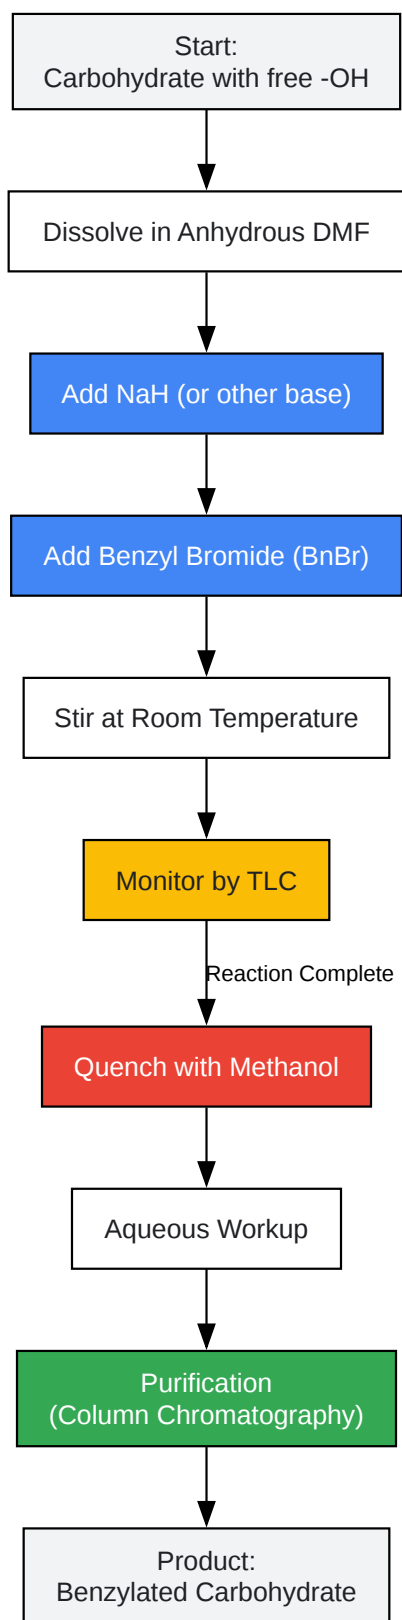 Start:
Carbohydrate with free -OH
Dissolve in Anhydrous DMF
Add NaH (or other base)
Add Benzyl Bromide (BnBr)
Stir at Room Temperature
Monitor by TLC
Reaction Complete
Quench with Methanol
Aqueous Workup
Purification
(Column Chromatography)
Product:
Benzylated Carbohydrate